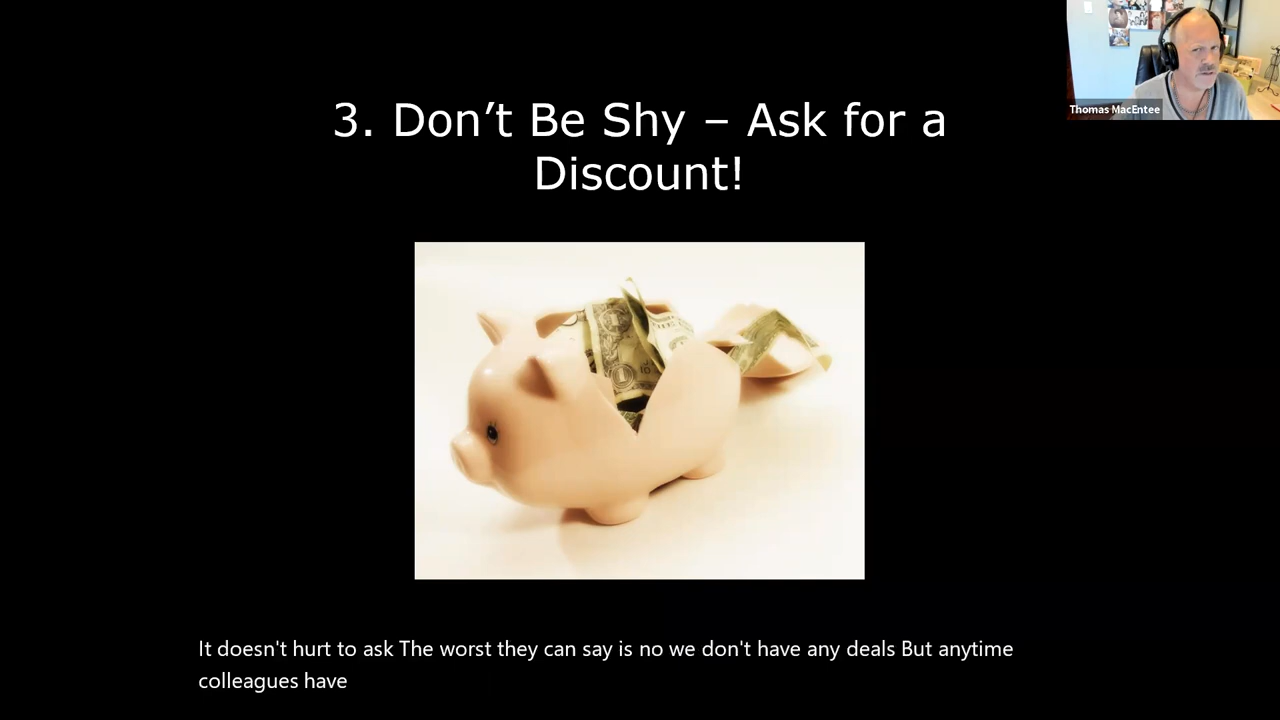 Thomas MacEntee
3. Don’t Be Shy – Ask for a
Discount!
It doesn't hurt to ask The worst they can say is no we don't have any deals But anytime
colleagues have